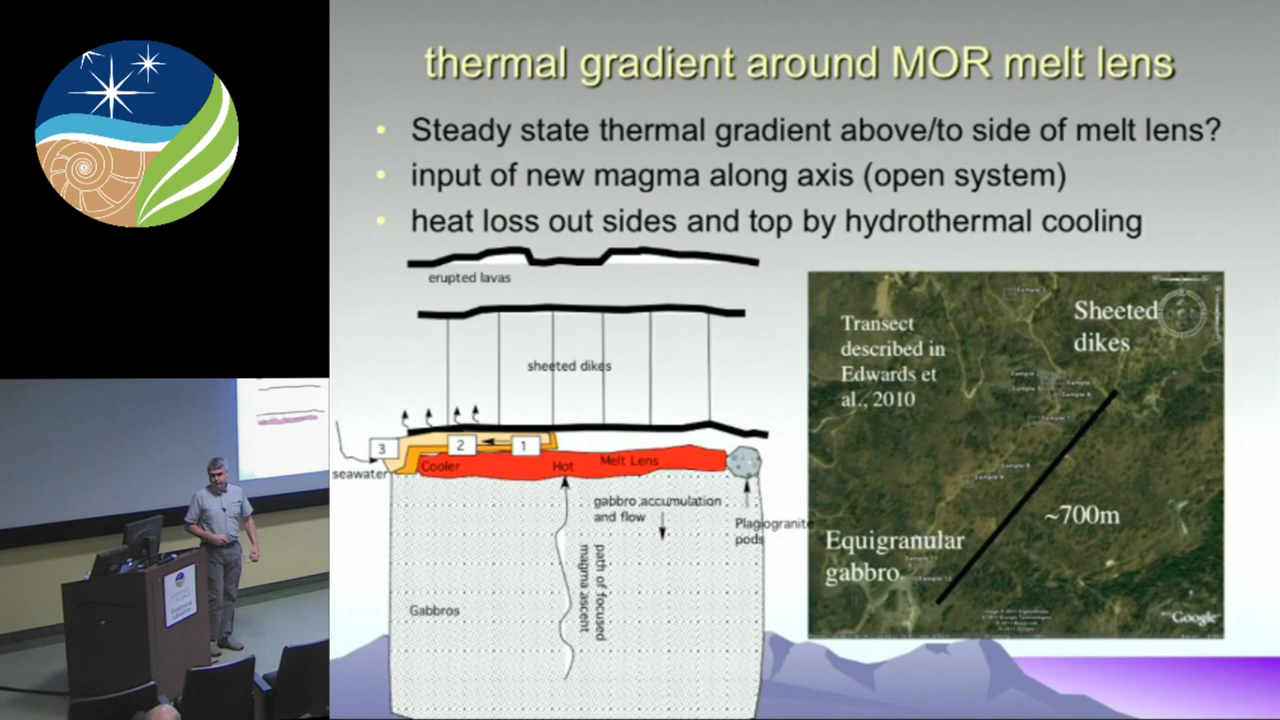 thermal gradient around MOR melt lens
• Steady state thermal gradient above/to side of melt lens?
• input of new magma along axis (open system)
• heat loss out sides and top by hydrothermal cooling
erupted lavas
sheeted dikes
3
2
1
seawater
Cooler
Hot
Melt Lens
gabbro accumulation
and flow
Plagiogranite
pods
path of focused
magma ascent
Gabbros
Transect
described in
Edwards et
al., 2010
Sheeted
dikes
~700m
Equigranular
gabbro
Google